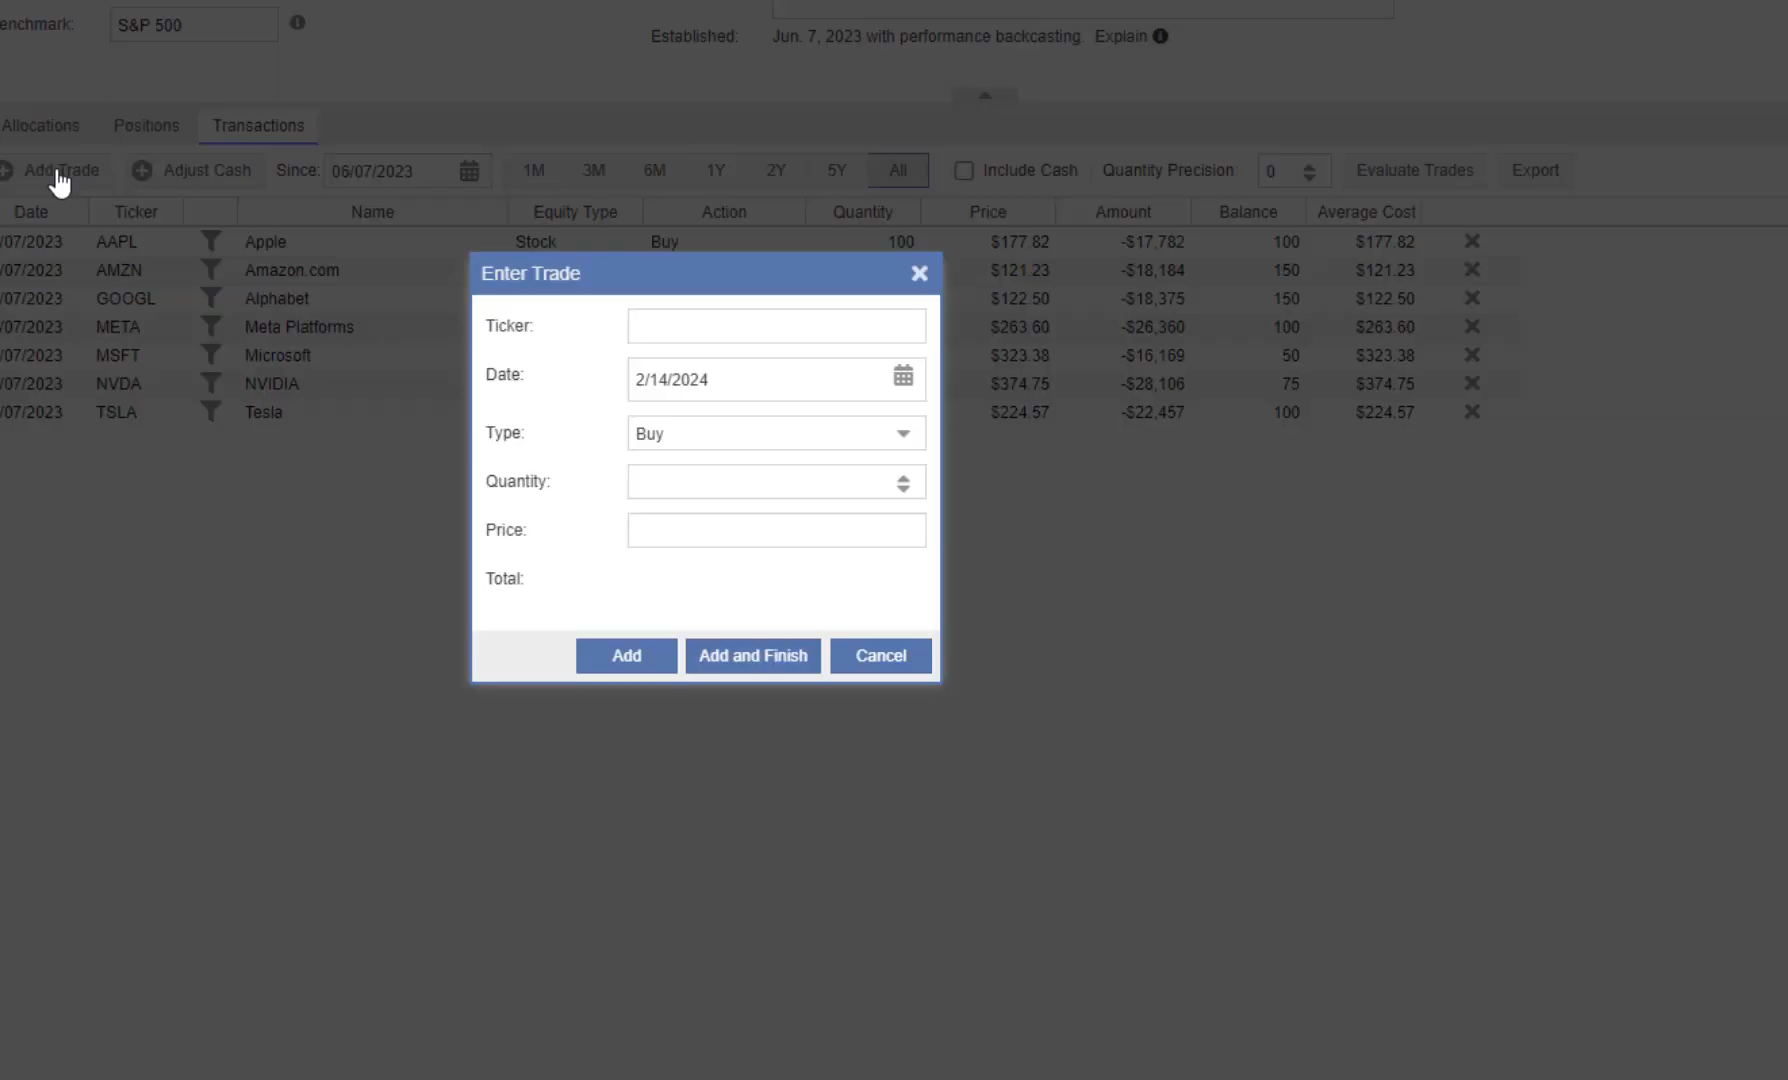 enchmark: S&P 500
Established: Jun. 7, 2023 with performance backcasting. Explain
Allocations Positions Transactions
Add Trade Adjust Cash Since: 06/07/2023 1M 3M 6M 1Y 2Y 5Y All Include Cash Quantity Precision: 0 Evaluate Trades Export
Date Ticker Name Equity Type Action Quantity Price Amount Balance Average Cost
/07/2023 AAPL Apple Stock Buy 100 $177.82 -$17,782 100 $177.82
/07/2023 AMZN Amazon.com $121.23 -$18,184 150 $121.23
/07/2023 GOOGL Alphabet $122.50 -$18,375 150 $122.50
/07/2023 META Meta Platforms $263.60 -$26,360 100 $263.60
/07/2023 MSFT Microsoft $323.38 -$16,169 50 $323.38
/07/2023 NVDA NVIDIA $374.75 -$28,106 75 $374.75
/07/2023 TSLA Tesla $224.57 -$22,457 100 $224.57
Enter Trade
Ticker:
Date: 2/14/2024
Type: Buy
Quantity:
Price:
Total:
Add Add and Finish Cancel